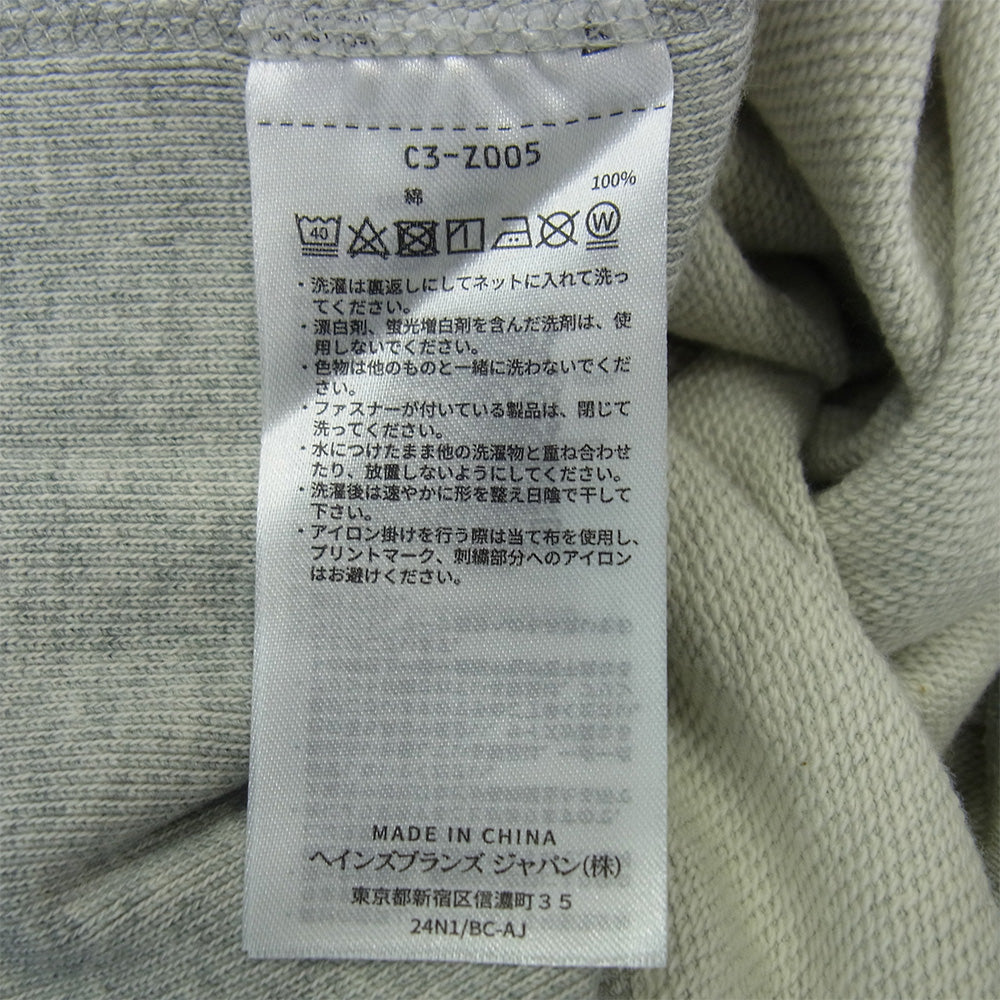 C3-Z005
綿 100%
40 W
・洗濯は裏返しにしてネットに入れて洗っ
てください。
・漂白剤、蛍光増白剤を含んだ洗剤は、使
用しないでください。
・色物は他のものと一緒に洗わないでくだ
さい。
・ファスナーが付いている製品は、閉じて
洗ってください。
・水につけたまま他の洗濯物と重ね合わせ
たり、放置しないようにしてください。
・洗濯後は速やかに形を整え日陰で干して
下さい。
・アイロン掛けを行う際は当て布を使用し、
プリントマーク、刺繍部分へのアイロン
はお避けください。
MADE IN CHINA
ヘインズブランズ ジャパン(株)
東京都新宿区信濃町35
24N1/BC-AJ